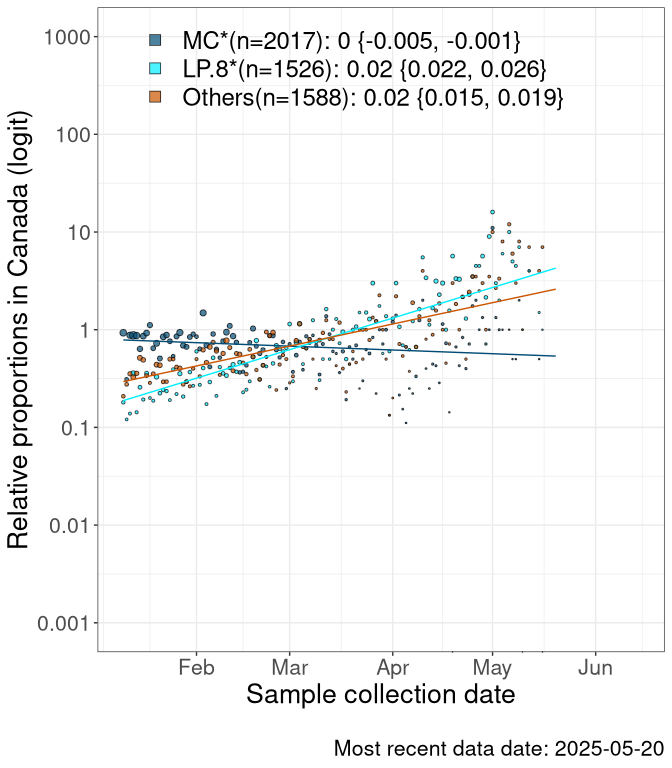 MC*(n=2017): 0 {-0.005, -0.001}
LP.8*(n=1526): 0.02 {0.022, 0.026}
Others(n=1588): 0.02 {0.015, 0.019}
Relative proportions in Canada (logit)
1000
100
10
1
0.1
0.01
0.001
Feb Mar Apr May Jun
Sample collection date
Most recent data date: 2025-05-20